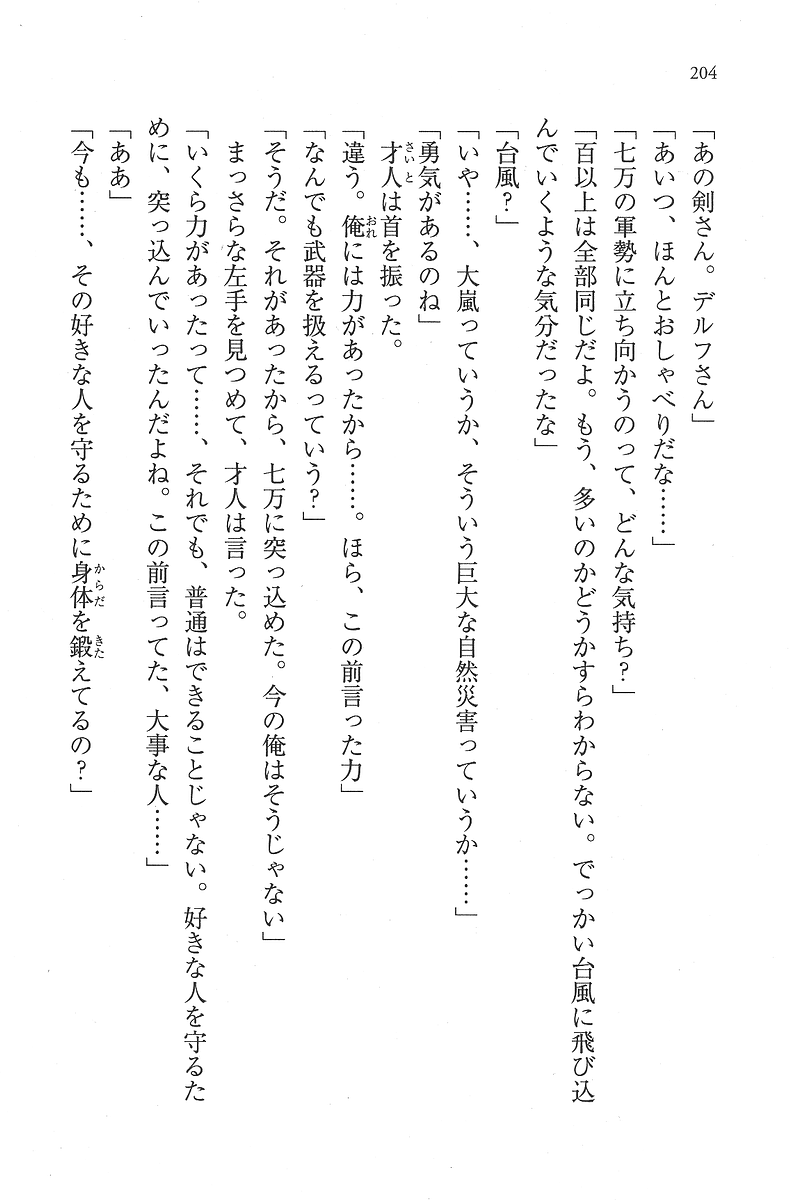 204
「あの剣さん。デルフさん」
「あいつ、ほんとおしゃべりだな……」
「七万の軍勢に立ち向かうのって、どんな気持ち？」
「百以上は全部同じだよ。もう、多いのかどうかすらわからない。でっかい台風に飛び込
んでいくような気分だったな」
「台風？」
「いや……、大嵐っていうか、そういう巨大な自然災害っていうか……」
「勇気があるのね」
才人は首を振った。
「違う。俺には力があったから……。ほら、この前言った力」
「なんでも武器を扱えるっていう？」
「そうだ。それがあったから、七万に突っ込めた。今の俺はそうじゃない」
まっさらな左手を見つめて、才人は言った。
「いくら力があったって……、それでも、普通はできることじゃない。好きな人を守るた
めに、突っ込んでいったんだよね。この前言ってた、大事な人……」
「ああ」
「今も……、その好きな人を守るために身体を鍛えてるの？」